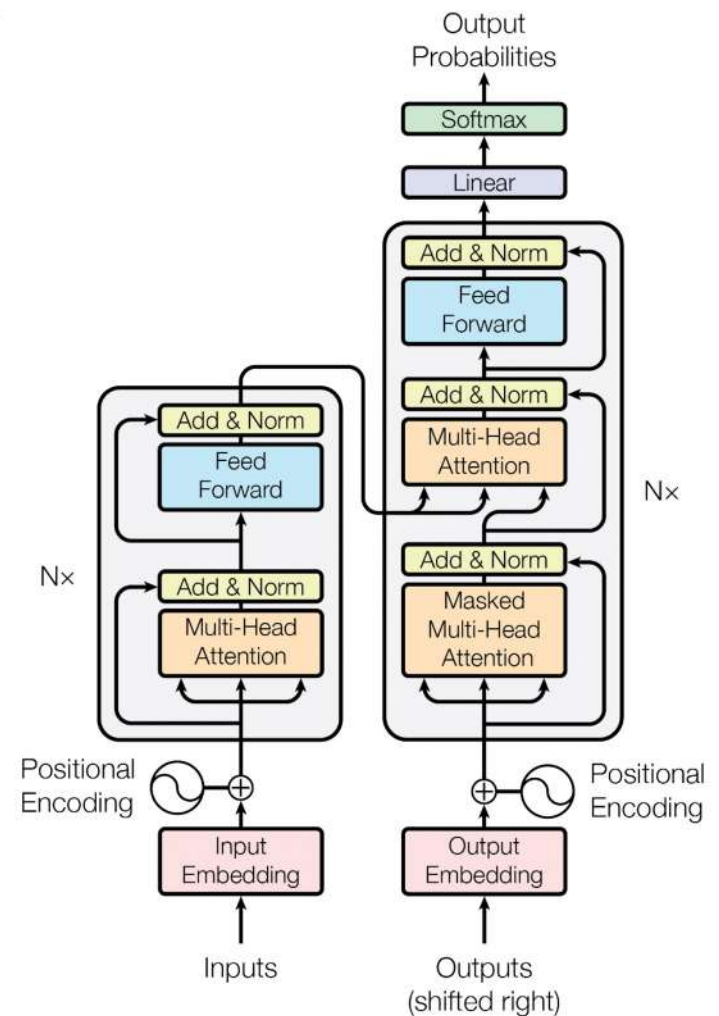 Output
Probabilities
Softmax
Linear
Add & Norm
Feed
Forward
Add & Norm
Multi-Head
Attention
Add & Norm
Masked
Multi-Head
Attention
N×
Add & Norm
Feed
Forward
Add & Norm
Multi-Head
Attention
N×
Positional
Encoding
Positional
Encoding
Input
Embedding
Output
Embedding
Inputs
Outputs
(shifted right)